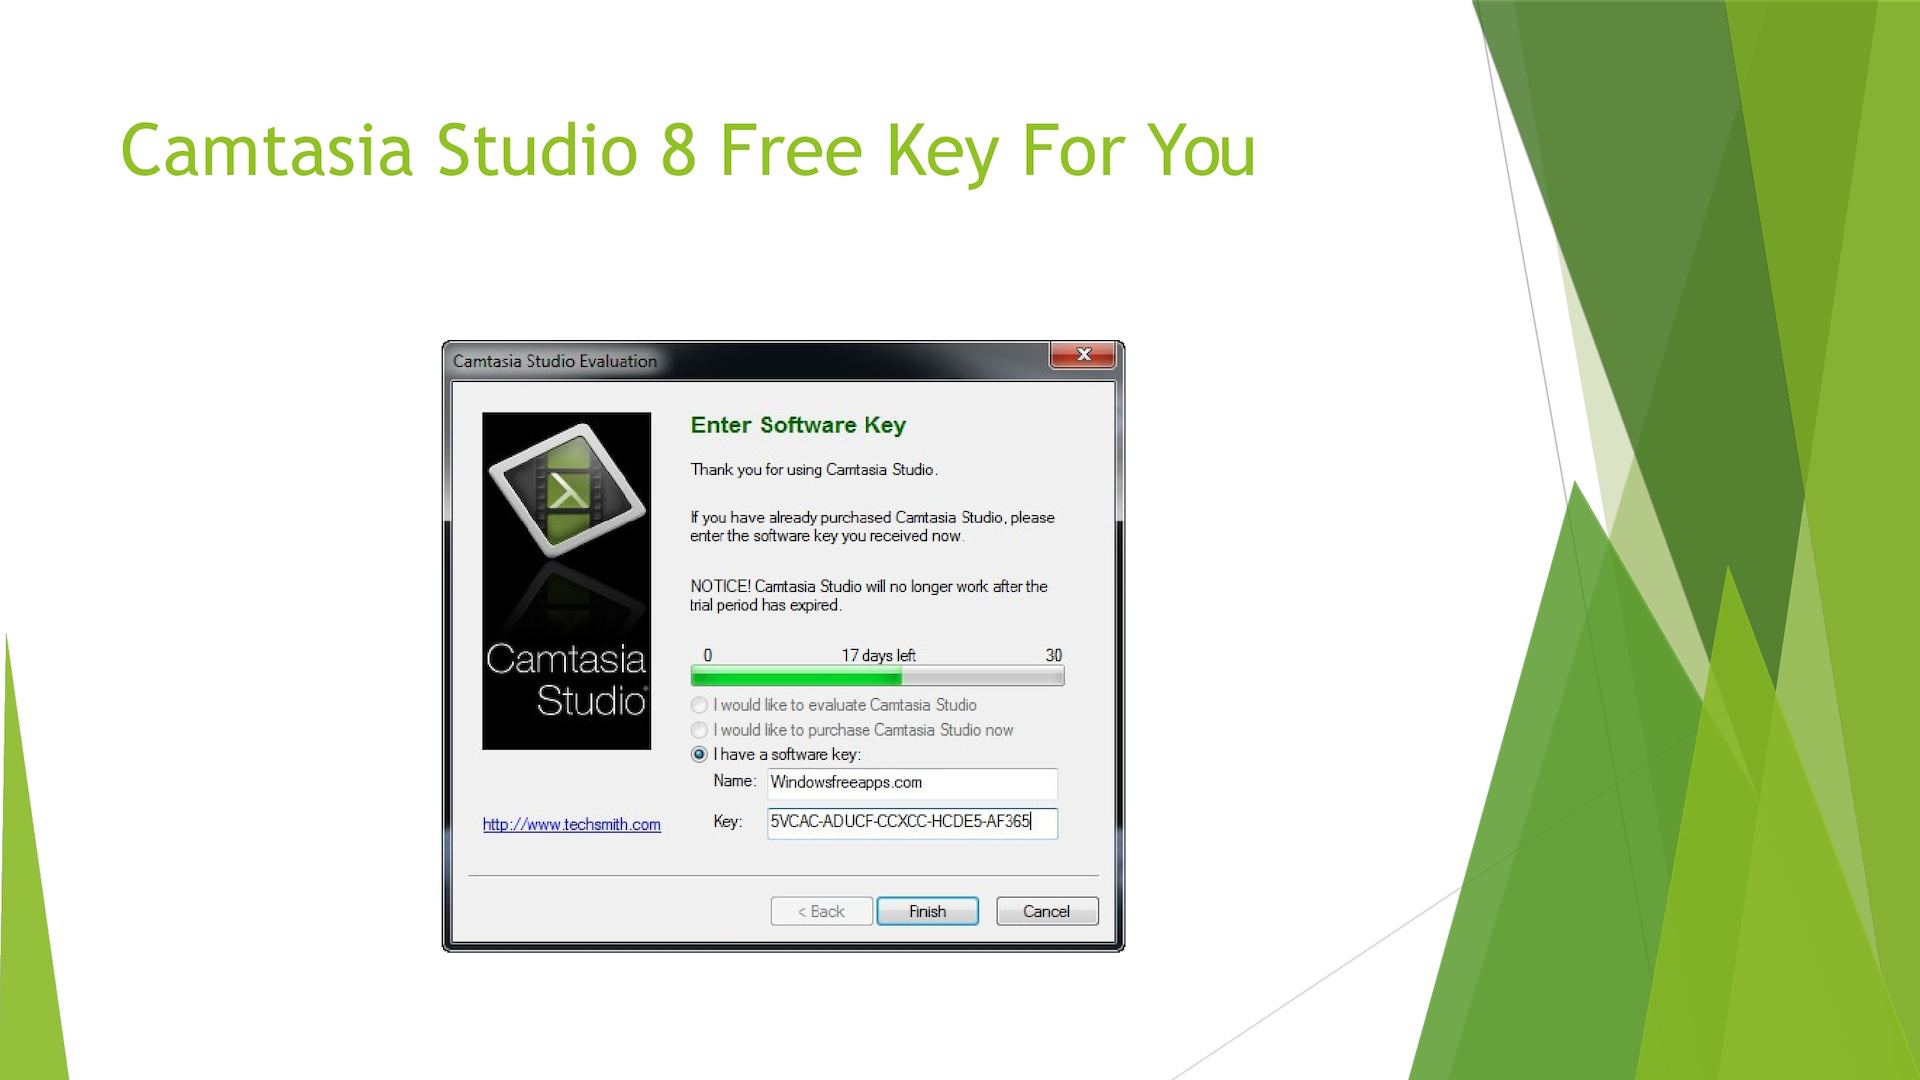 Camtasia Studio 8 Free Key For You
Camtasia Studio Evaluation
x
Enter Software Key
Thank you for using Camtasia Studio.
If you have already purchased Camtasia Studio, please
enter the software key you received now.
NOTICE! Camtasia Studio will no longer work after the
trial period has expired.
Camtasia
Studio®
0 17 days left 30
I would like to evaluate Camtasia Studio
I would like to purchase Camtasia Studio now
I have a software key:
Name: Windowsfreeapps.com
http://www.techsmith.com
Key: 5VCAC-ADUCF-CCXCC-HCDE5-AF365
< Back Finish Cancel